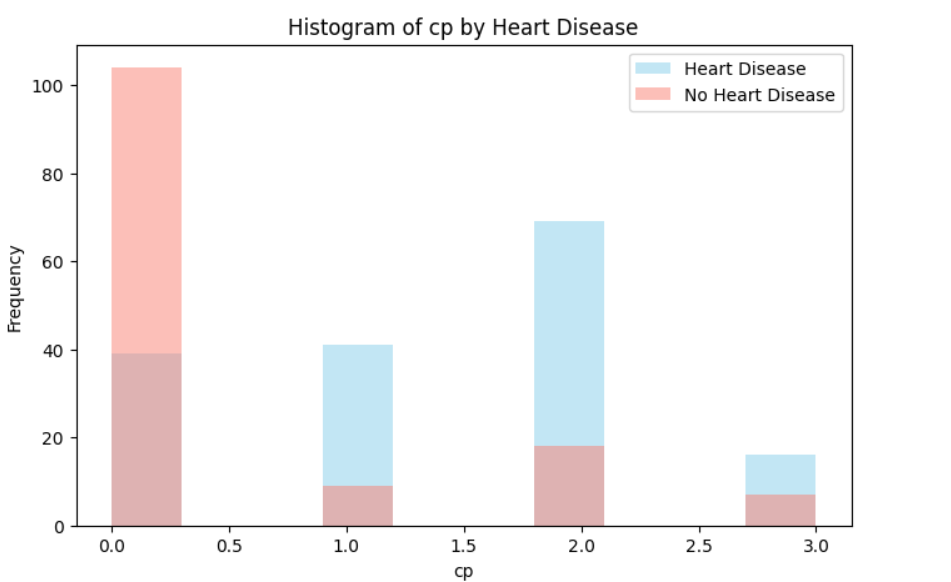 Histogram of cp by Heart Disease
Heart Disease
No Heart Disease
100
80
60
40
20
0
Frequency
0.0 0.5 1.0 1.5 2.0 2.5 3.0
cp